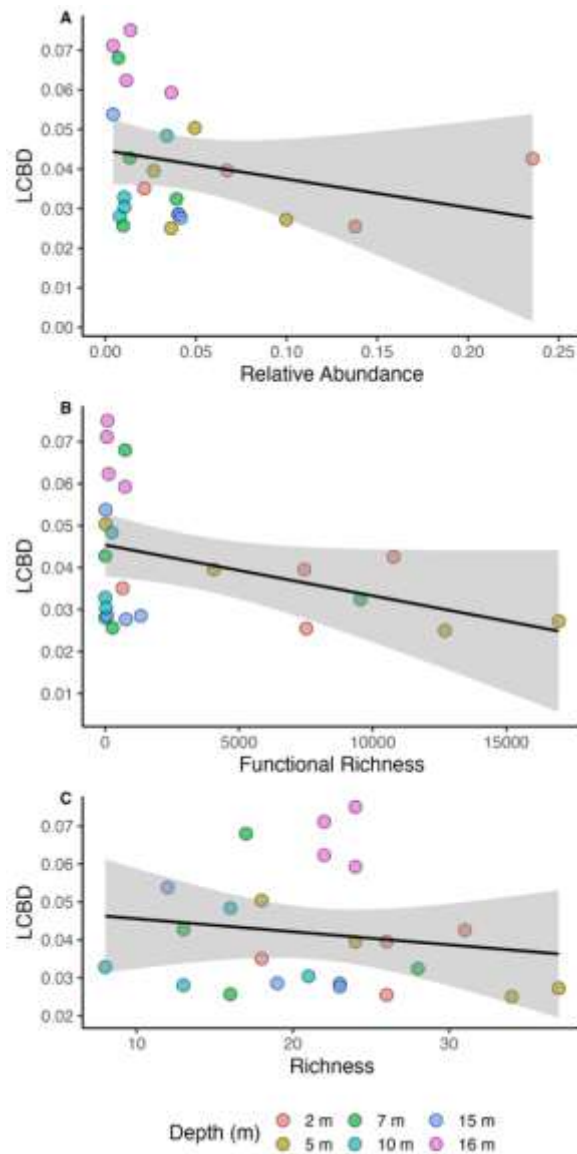 A
0.07
0.06
0.05
0.04
0.03
0.02
0.01
0.00
LCBD
0.00 0.05 0.10 0.15 0.20 0.25
Relative Abundance
B
0.07
0.06
0.05
0.04
0.03
0.02
0.01
LCBD
0 5000 10000 15000
Functional Richness
C
0.07
0.06
0.05
0.04
0.03
0.02
LCBD
10 20 30
Richness
Depth (m) 2 m 7 m 15 m
5 m 10 m 16 m